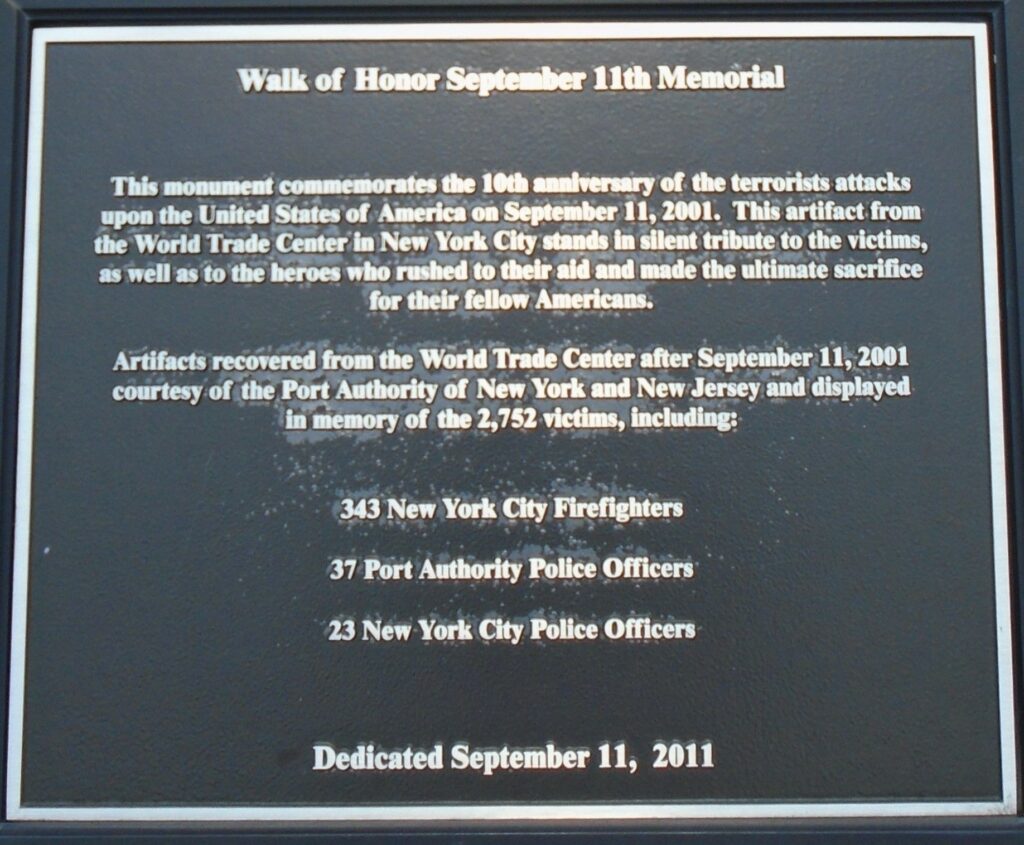 Walk of Honor September 11th Memorial
This monument commemorates the 10th anniversary of the terrorists attacks
upon the United States of America on September 11, 2001. This artifact from
the World Trade Center in New York City stands in silent tribute to the victims,
as well as to the heroes who rushed to their aid and made the ultimate sacrifice
for their fellow Americans.
Artifacts recovered from the World Trade Center after September 11, 2001
courtesy of the Port Authority of New York and New Jersey and displayed
in memory of the 2,752 victims, including:
343 New York City Firefighters
37 Port Authority Police Officers
23 New York City Police Officers
Dedicated September 11, 2011